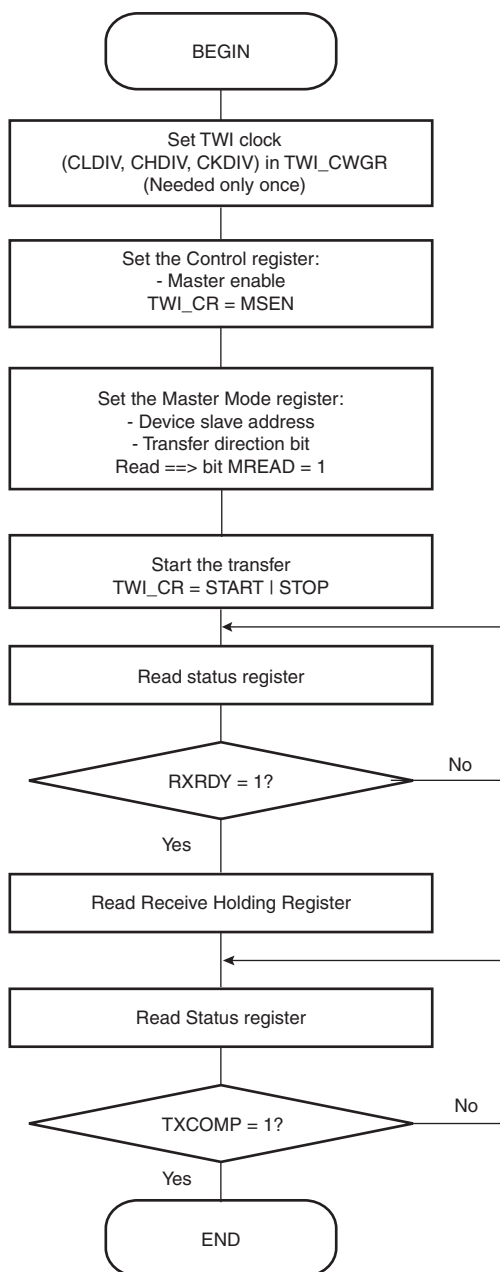 BEGIN
Set TWI clock
(CLDIV, CHDIV, CKDIV) in TWI_CWGR
(Needed only once)
Set the Control register:
- Master enable
TWI_CR = MSEN
Set the Master Mode register:
- Device slave address
- Transfer direction bit
Read ==> bit MREAD = 1
Start the transfer
TWI_CR = START | STOP
Read status register
RXRDY = 1?
No
Yes
Read Receive Holding Register
Read Status register
TXCOMP = 1?
No
Yes
END